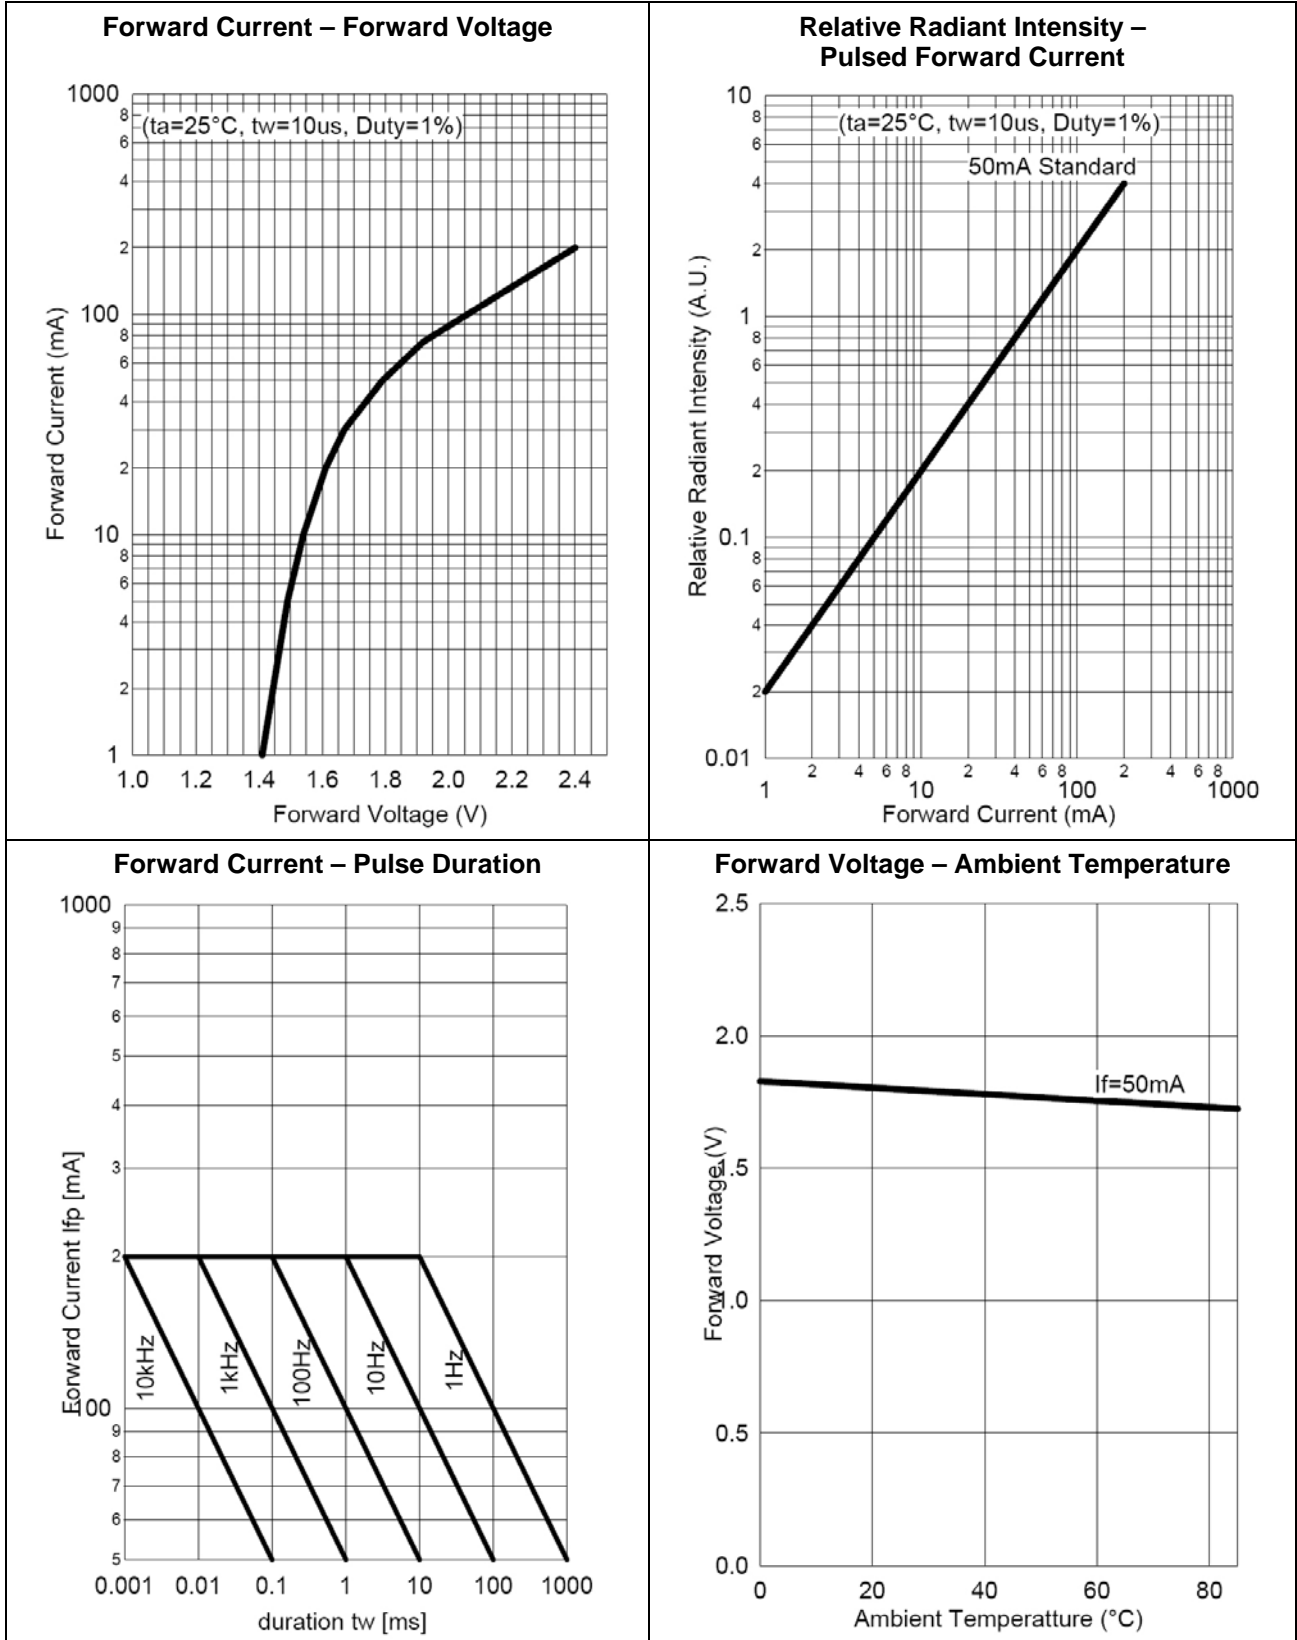 Forward Current – Forward Voltage
1000
8
6
4
2
100
8
6
4
2
10
8
6
4
2
1
(ta=25°C, tw=10us, Duty=1%)
Forward Current (mA)
1.0 1.2 1.4 1.6 1.8 2.0 2.2 2.4
Forward Voltage (V)
Relative Radiant Intensity –
Pulsed Forward Current
10
8
6
4
2
1
8
6
4
2
0.1
8
6
4
2
0.01
(ta=25°C, tw=10us, Duty=1%)
50mA Standard
Relative Radiant Intensity (A.U.)
2 4 6 8 2 4 6 8 2 4 6 8
1 10 100 1000
Forward Current (mA)
Forward Current – Pulse Duration
1000
9
8
7
6
5
4
3
2
100
9
8
7
6
5
Forward Current Ifp [mA]
10kHz
1kHz
100Hz
10Hz
1Hz
0.001 0.01 0.1 1 10 100 1000
duration tw [ms]
Forward Voltage – Ambient Temperature
2.5
2.0
1.5
1.0
0.5
0.0
If=50mA
Forward Voltage (V)
0 20 40 60 80
Ambient Temperatture (°C)